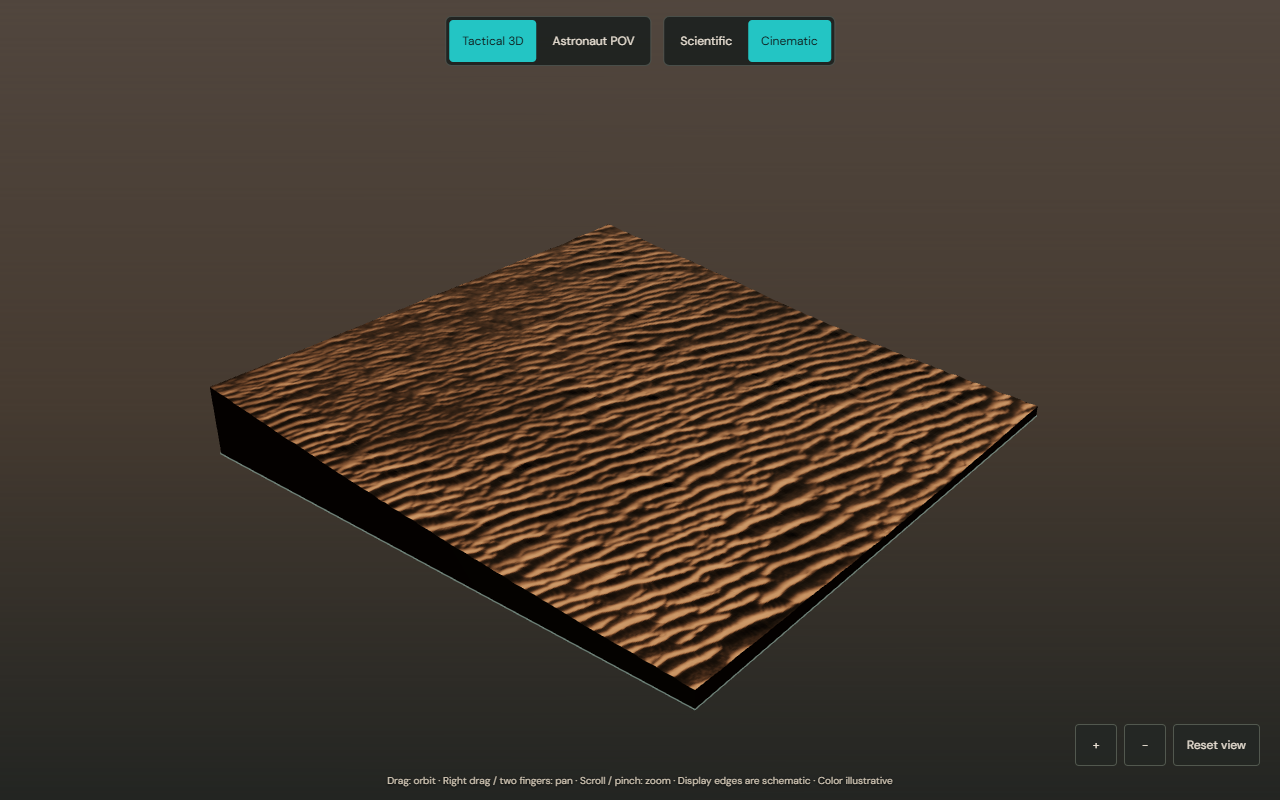 Tactical 3D Astronaut POV Scientific Cinematic
+ − Reset view
Drag: orbit · Right drag / two fingers: pan · Scroll / pinch: zoom · Display edges are schematic · Color illustrative